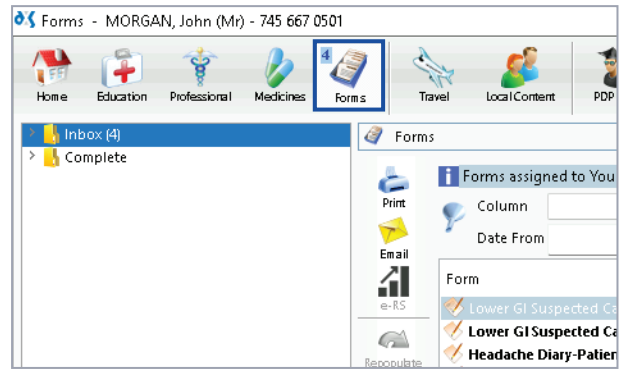 Forms - MORGAN, John (Mr) - 745 667 0501
4
Home Education Professional Medicines Forms Travel Local Content PDP
Inbox (4)
Complete
Forms
Forms assigned to You
Print
Column
Date From
Email
Form
e-RS
Lower GI Suspected Ca
Lower GI Suspected Ca
Headache Diary-Patien
Repopulate